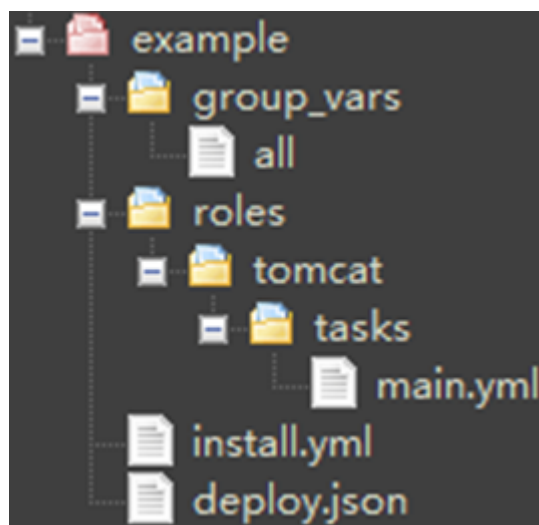 example
group_vars
all
roles
tomcat
tasks
main.yml
install.yml
deploy.json